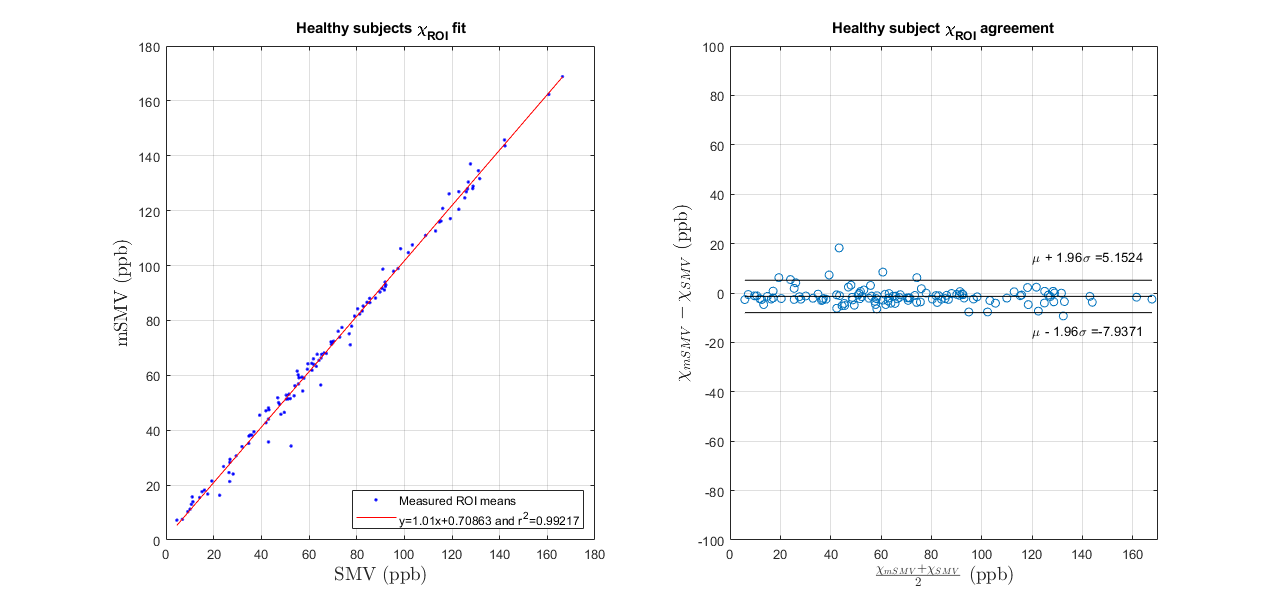 Healthy subjects χROI fit
180
160
140
120
100
80
60
40
20
0
0 20 40 60 80 100 120 140 160 180
mSMV (ppb)
SMV (ppb)
Measured ROI means
y=1.01x+0.70863 and r²=0.99217
Healthy subject χROI agreement
100
80
60
40
20
0
-20
-40
-60
-80
-100
0 20 40 60 80 100 120 140 160
χmSMV − χSMV (ppb)
μ + 1.96σ =5.1524
μ - 1.96σ =-7.9371
χmSMV+χSMV
2
(ppb)